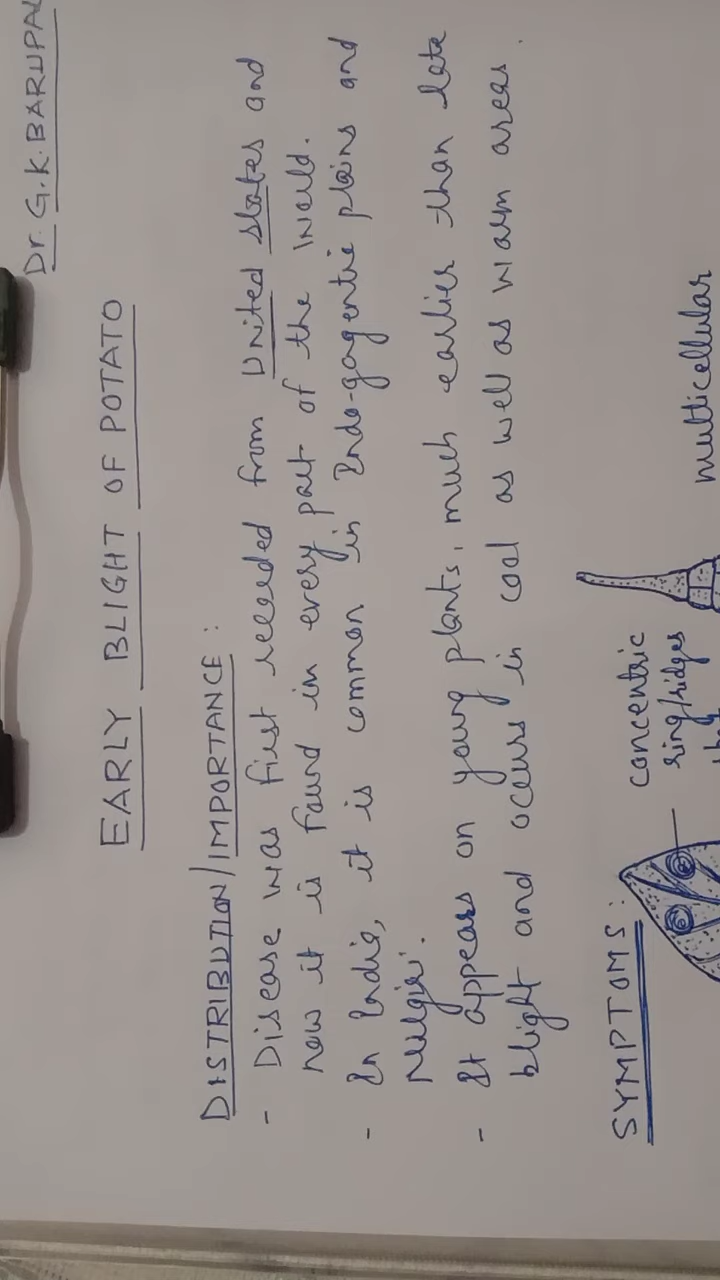 Dr. G.K. BARUPAL
EARLY BLIGHT OF POTATO
DISTRIBUTION/IMPORTANCE:
- Disease was first recorded from United States and
now it is found in every part of the world.
- In India, it is common in Indo-gangentic plains and
Nilgiri.
- It appears on young plants, much earlier than late
blight and occurs in cool as well as warm areas.
SYMPTOMS:
concentric
ring/ridges
multicellular